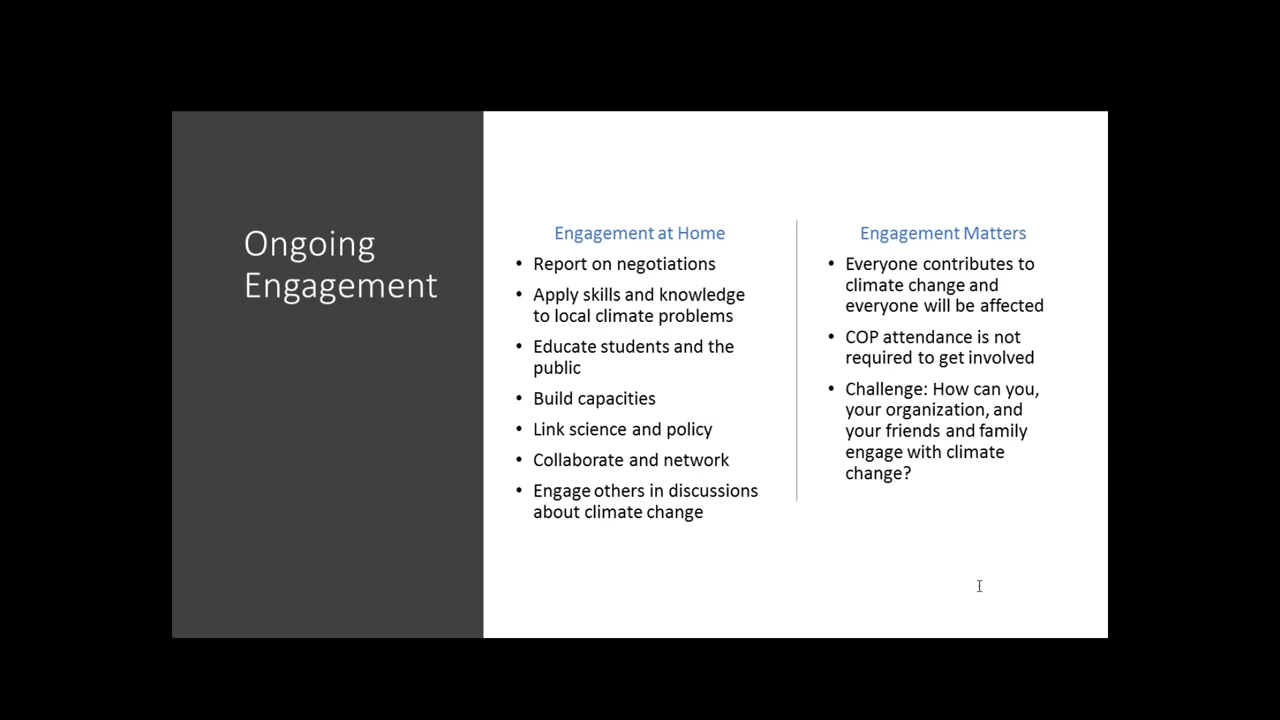 Ongoing
Engagement
Engagement at Home
• Report on negotiations
• Apply skills and knowledge
to local climate problems
• Educate students and the
public
• Build capacities
• Link science and policy
• Collaborate and network
• Engage others in discussions
about climate change
Engagement Matters
• Everyone contributes to
climate change and
everyone will be affected
• COP attendance is not
required to get involved
• Challenge: How can you,
your organization, and
your friends and family
engage with climate
change?